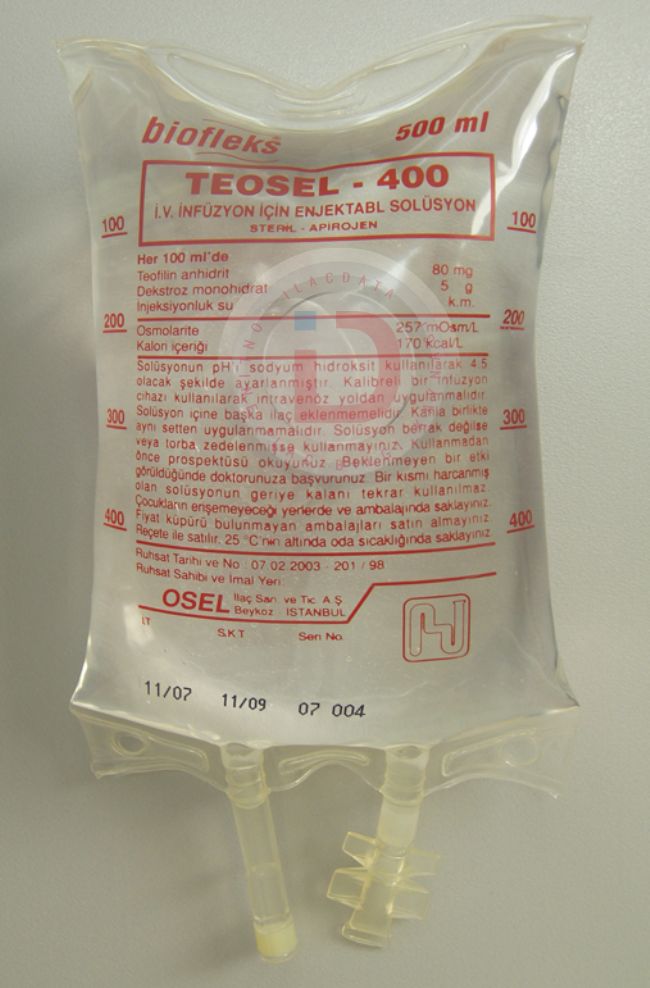 biofleks 500 ml
TEOSEL - 400
İ.V. İNFÜZYON İÇİN ENJEKTABL SOLÜSYON
STERİL - APİROJEN
100 100
Her 100 ml'de
Teofilin anhidrit 80 mg
Dekstroz monohidrat 5 g
İnjeksiyonluk su k.m.
200 200
Osmolarite 257 mOsm/L
Kalori içeriği 170 kcal/L
Solüsyonun pH'ı sodyum hidroksit kullanılarak 4.5
olacak şekilde ayarlanmıştır. Kalibreli bir infüzyon
cihazı kullanılarak intravenöz yoldan uygulanmalıdır.
Solüsyon içine başka ilaç eklenmemelidir. Kanla birlikte
300 300
aynı setten uygulanmamalıdır. Solüsyon berrak değilse
veya torba zedelenmişse kullanmayınız. Kullanmadan
önce prospektüsü okuyunuz. Beklenmeyen bir etki
görüldüğünde doktorunuza başvurunuz. Bir kısmı harcanmış
olan solüsyonun geriye kalanı tekrar kullanılmaz.
Çocukların erişemeyeceği yerlerde ve ambalajında saklayınız.
400 400
Fiyat küpürü bulunmayan ambalajları satın almayınız.
Reçete ile satılır. 25 °C'nin altında oda sıcaklığında saklayınız.
Ruhsat Tarihi ve No : 07.02.2003 - 201 / 98
Ruhsat Sahibi ve İmal Yeri:
OSEL İlaç San. ve Tic. A.Ş.
Beykoz İSTANBUL
İT S.K.T Seri No.
11/07 11/09 07 004